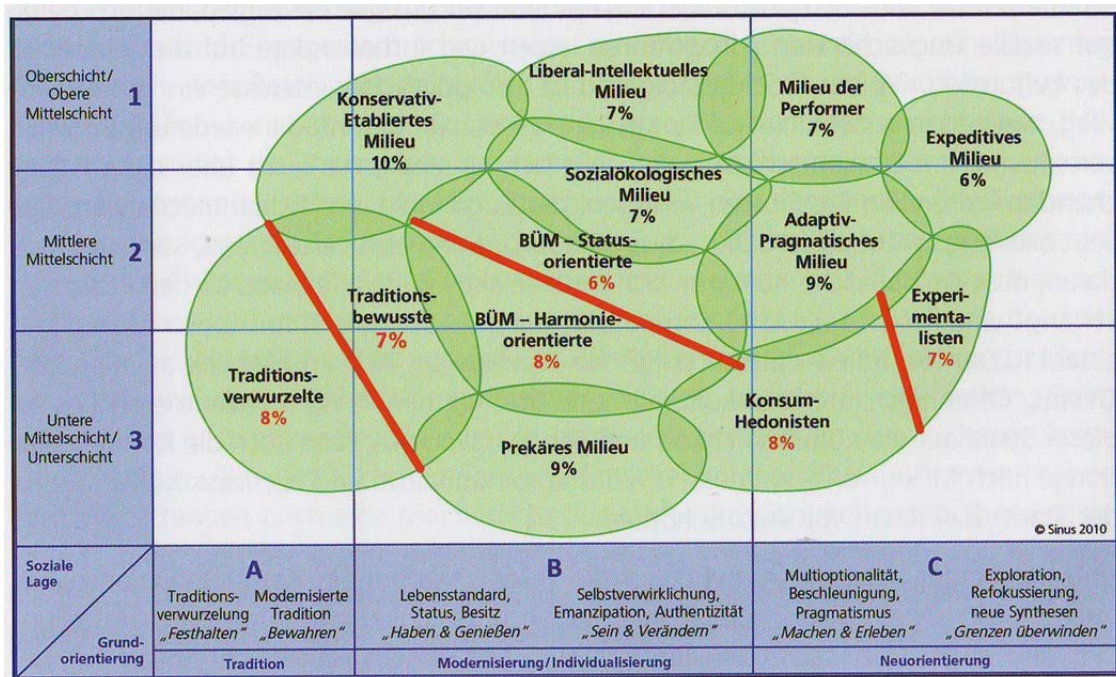 Oberschicht/
Obere
Mittelschicht
1
Mittlere
Mittelschicht
2
Untere
Mittelschicht/
Unterschicht
3
Konservativ-
Etabliertes
Milieu
10%
Liberal-Intellektuelles
Milieu
7%
Milieu der
Performer
7%
Expeditives
Milieu
6%
Sozialökologisches
Milieu
7%
Adaptiv-
Pragmatisches
Milieu
9%
BÜM – Status-
orientierte
6%
Traditions-
bewusste
7%
BÜM – Harmonie-
orientierte
8%
Experi-
menta-
listen
7%
Traditions-
verwurzelte
8%
Konsum-
Hedonisten
8%
Prekäres Milieu
9%
© Sinus 2010
Soziale
Lage
Grund-
orientierung
A
Traditions-
verwurzelung
„Festhalten“
Modernisierte
Tradition
„Bewahren“
Tradition
B
Lebensstandard,
Status, Besitz
„Haben & Genießen“
Selbstverwirklichung,
Emanzipation, Authentizität
„Sein & Verändern“
Modernisierung/Individualisierung
C
Multioptionalität,
Beschleunigung,
Pragmatismus
„Machen & Erleben“
Exploration,
Refokussierung,
neue Synthesen
„Grenzen überwinden“
Neuorientierung